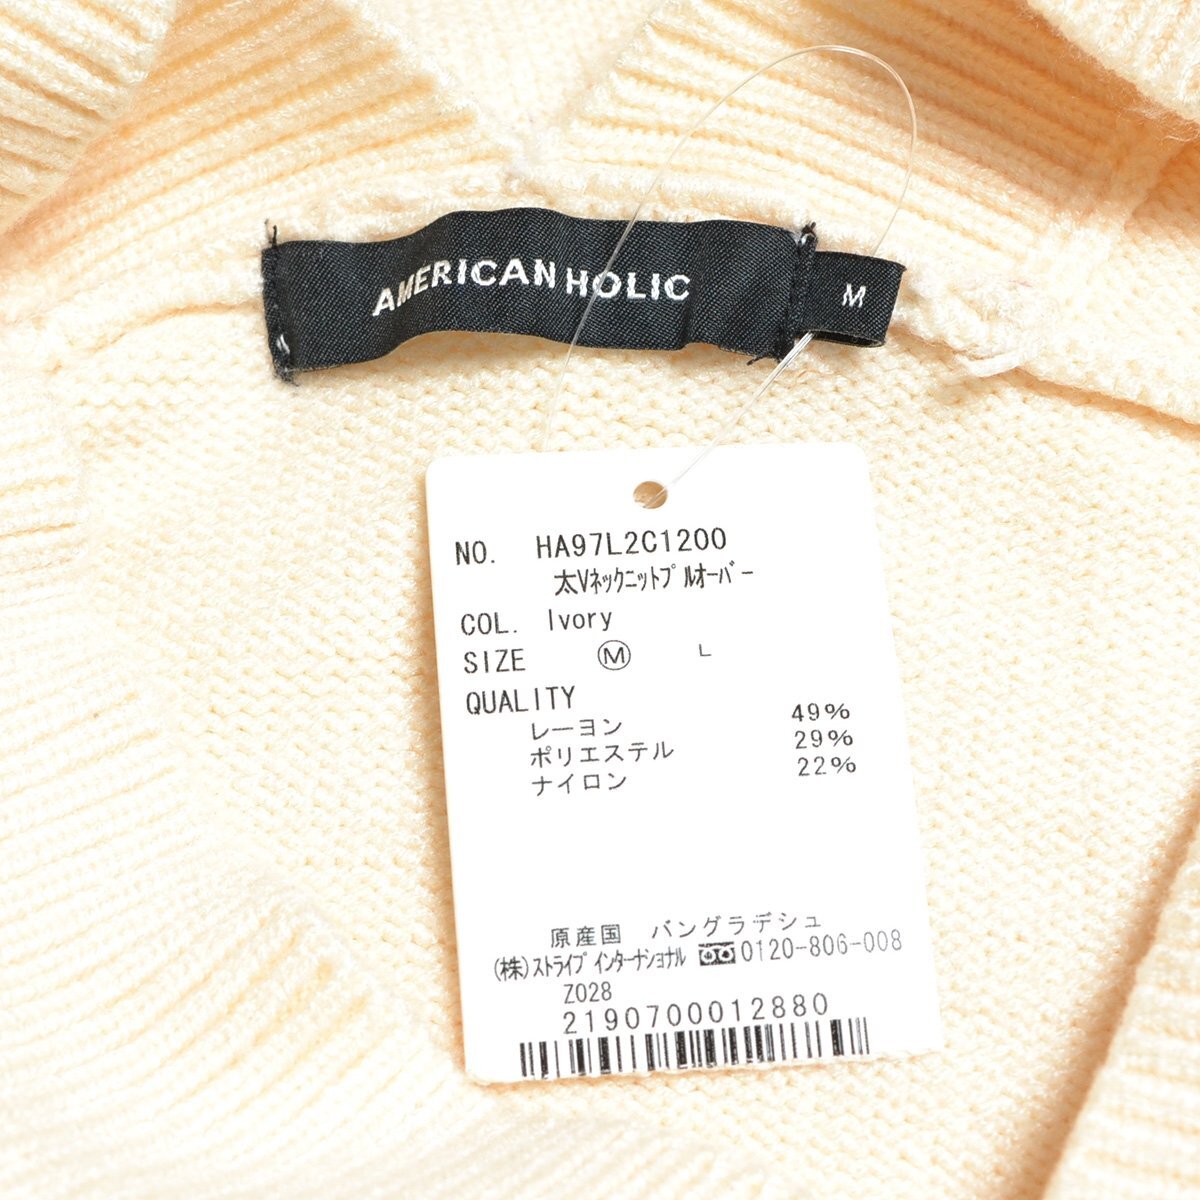 AMERICAN HOLIC
M
NO. HA97L2C1200
太Vネックニットプルオーバー
COL. Ivory
SIZE Ⓜ L
QUALITY
レーヨン 49%
ポリエステル 29%
ナイロン 22%
原産国 バングラデシュ
(株)ストライプインターナショナル 0120-806-008
Z028
2190700012880